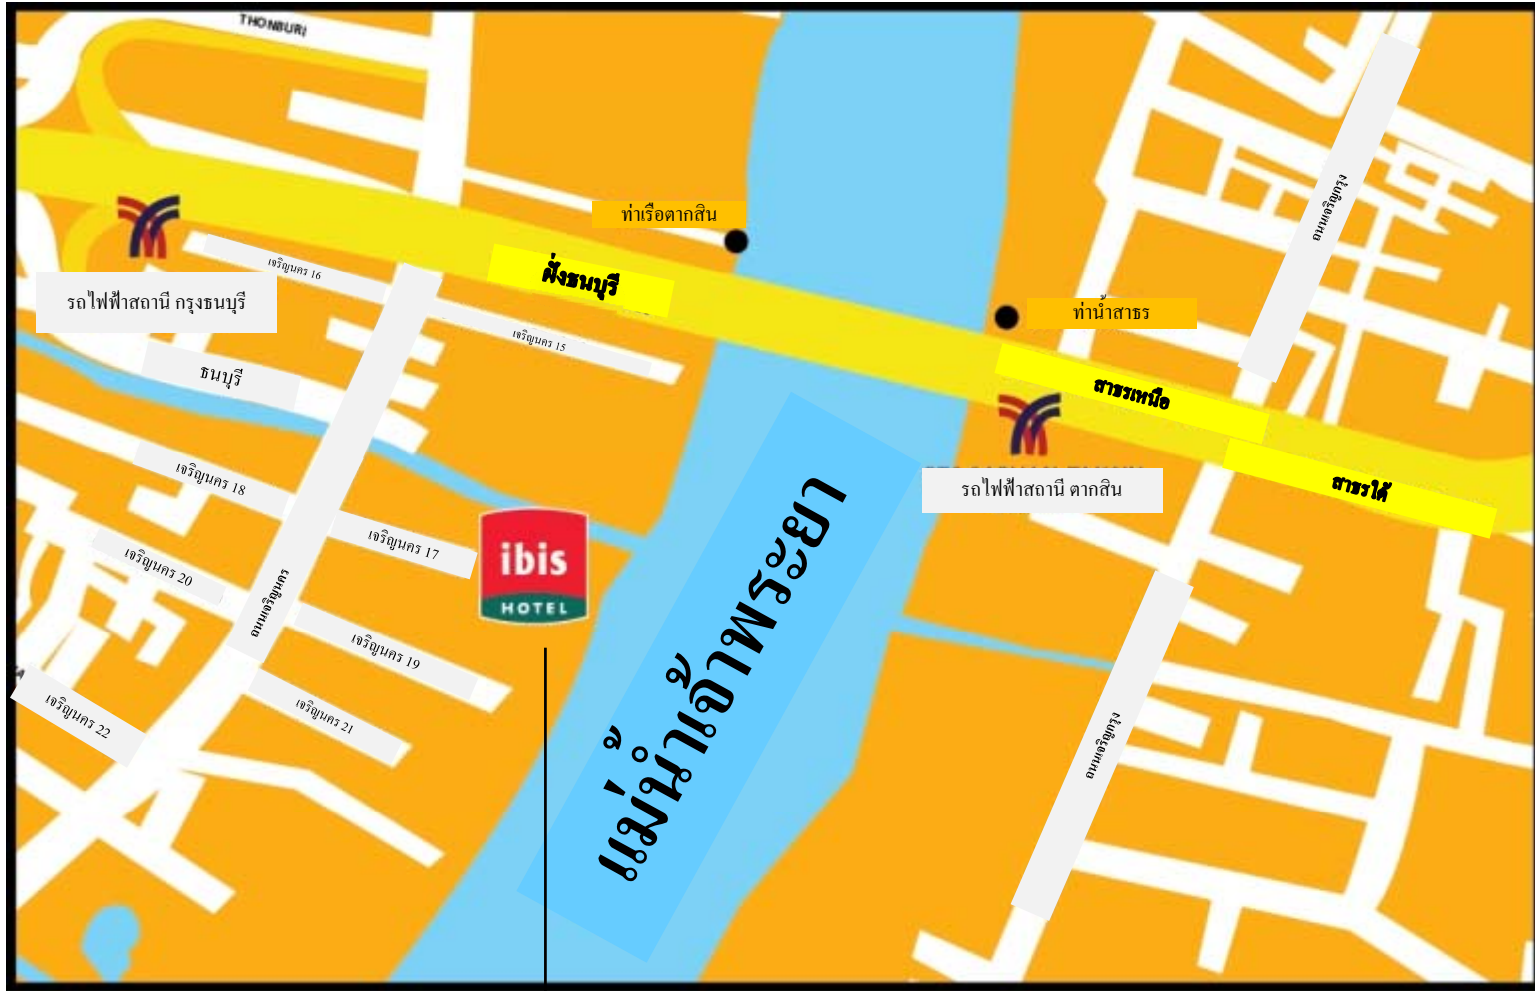 THONBURI
ท่าเรือตากสิน
ถนนเจริญกรุง
เจริญนคร 16
ฝั่งธนบุรี
รถไฟฟ้าสถานี กรุงธนบุรี
ท่าน้ำสาธร
เจริญนคร 15
ธนบุรี
สาธรเหนือ
เจริญนคร 18
รถไฟฟ้าสถานี ตากสิน
สาธรใต้
เจริญนคร 17
ibis
HOTEL
เจริญนคร 20
ถนนเจริญนคร
เจริญนคร 19
แม่น้ำเจ้าพระยา
เจริญนคร 22
เจริญนคร 21
ถนนเจริญกรุง